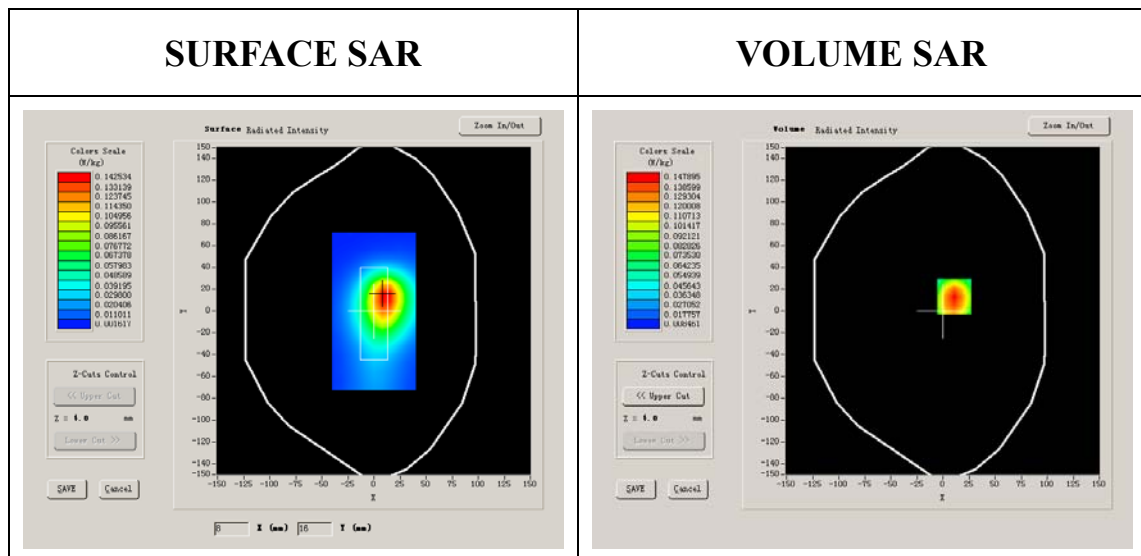 SURFACE SAR
VOLUME SAR
Surface Radiated Intensity
Zoom In/Out
Colors Scale
(W/kg)
0.142534
0.133139
0.123745
0.114350
0.104956
0.095561
0.086167
0.076772
0.067378
0.057983
0.048589
0.039195
0.029800
0.020406
0.011011
0.001617
150
140
120
100
80
60
40
20
0
-20
-40
-60
-80
-100
-120
-140
-150
Y
-150 -125 -100 -75 -50 -25 0 25 50 75 100 125 150
X
Z-Cuts Control
<< Upper Cut
Z = 4.0 mm
Lower Cut >>
SAVE Cancel
8 X (mm) 16 Y (mm)
Volume Radiated Intensity
Zoom In/Out
Colors Scale
(W/kg)
0.147895
0.138599
0.129304
0.120008
0.110713
0.101417
0.092121
0.082826
0.073530
0.064235
0.054939
0.045643
0.036348
0.027052
0.017757
0.008461
150
140
120
100
80
60
40
20
0
-20
-40
-60
-80
-100
-120
-140
-150
Y
-150 -125 -100 -75 -50 -25 0 25 50 75 100 125 150
X
Z-Cuts Control
<< Upper Cut
Z = 4.0 mm
Lower Cut >>
SAVE Cancel